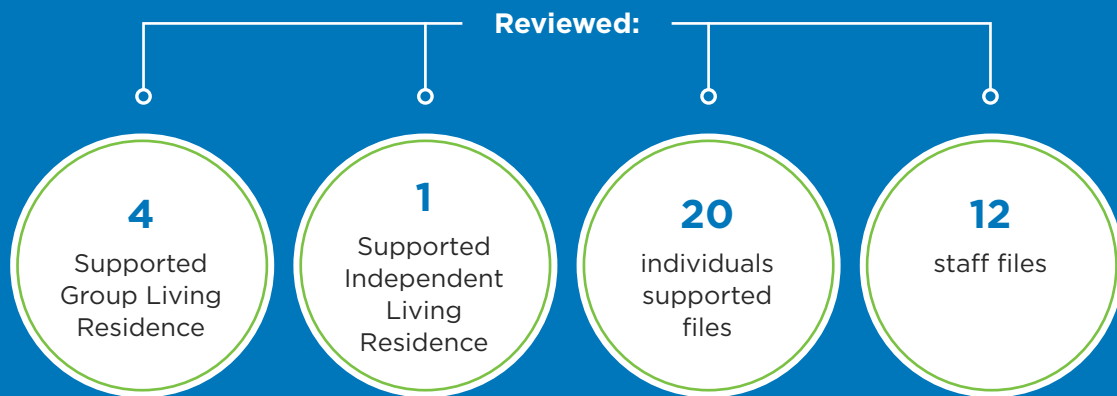 Reviewed:
4
Supported
Group Living
Residence
1
Supported
Independent
Living
Residence
20
individuals
supported
files
12
staff files